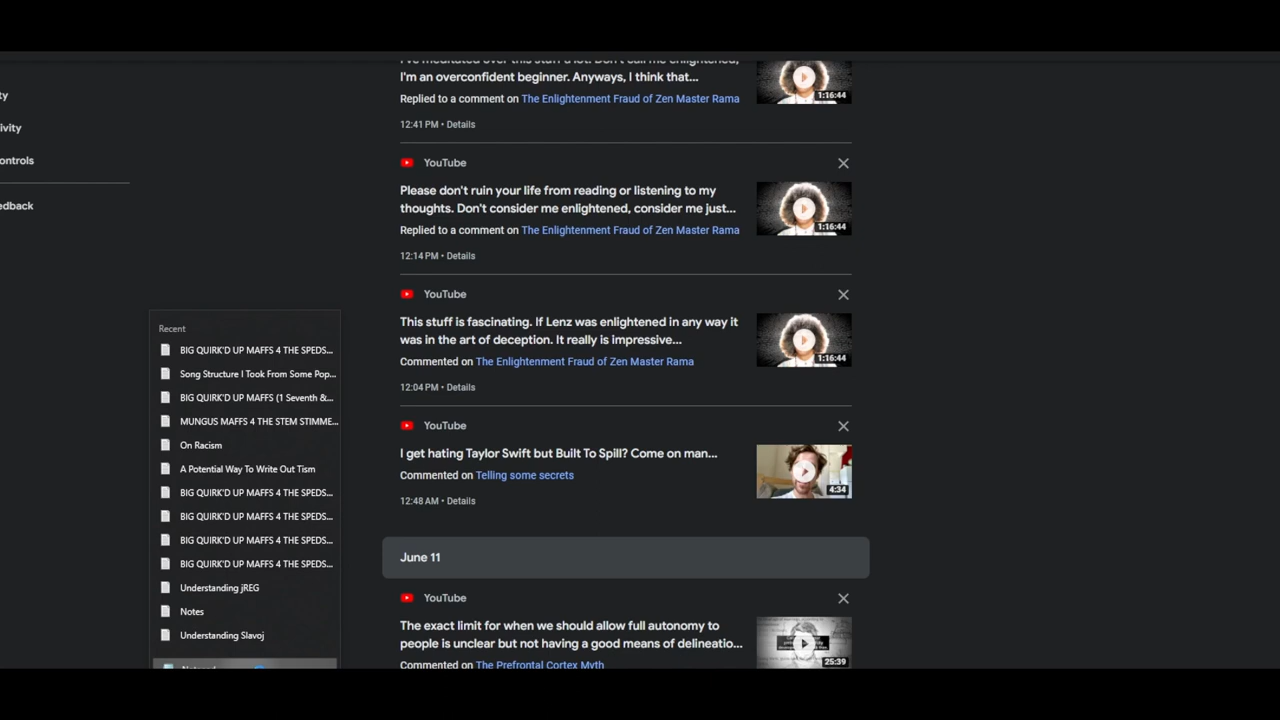 ty
ivity
ontrols
edback
I've meditated over this stuff a lot. Don't call me enlightened,
I'm an overconfident beginner. Anyways, I think that...
Replied to a comment on The Enlightenment Fraud of Zen Master Rama
1:16:44
12:41 PM • Details
YouTube
Please don't ruin your life from reading or listening to my
thoughts. Don't consider me enlightened, consider me just...
Replied to a comment on The Enlightenment Fraud of Zen Master Rama
1:16:44
12:14 PM • Details
YouTube
This stuff is fascinating. If Lenz was enlightened in any way it
was in the art of deception. It really is impressive...
Commented on The Enlightenment Fraud of Zen Master Rama
1:16:44
12:04 PM • Details
YouTube
I get hating Taylor Swift but Built To Spill? Come on man...
Commented on Telling some secrets
4:34
12:48 AM • Details
June 11
YouTube
The exact limit for when we should allow full autonomy to
people is unclear but not having a good means of delineatio...
Commented on The Prefrontal Cortex Myth
25:39
Recent
BIG QUIRK'D UP MAFFS 4 THE SPEDS...
Song Structure I Took From Some Pop...
BIG QUIRK'D UP MAFFS (1 Seventh &...
MUNGUS MAFFS 4 THE STEM STIMME...
On Racism
A Potential Way To Write Out Tism
BIG QUIRK'D UP MAFFS 4 THE SPEDS...
BIG QUIRK'D UP MAFFS 4 THE SPEDS...
BIG QUIRK'D UP MAFFS 4 THE SPEDS...
BIG QUIRK'D UP MAFFS 4 THE SPEDS...
Understanding jREG
Notes
Understanding Slavoj
Notepad